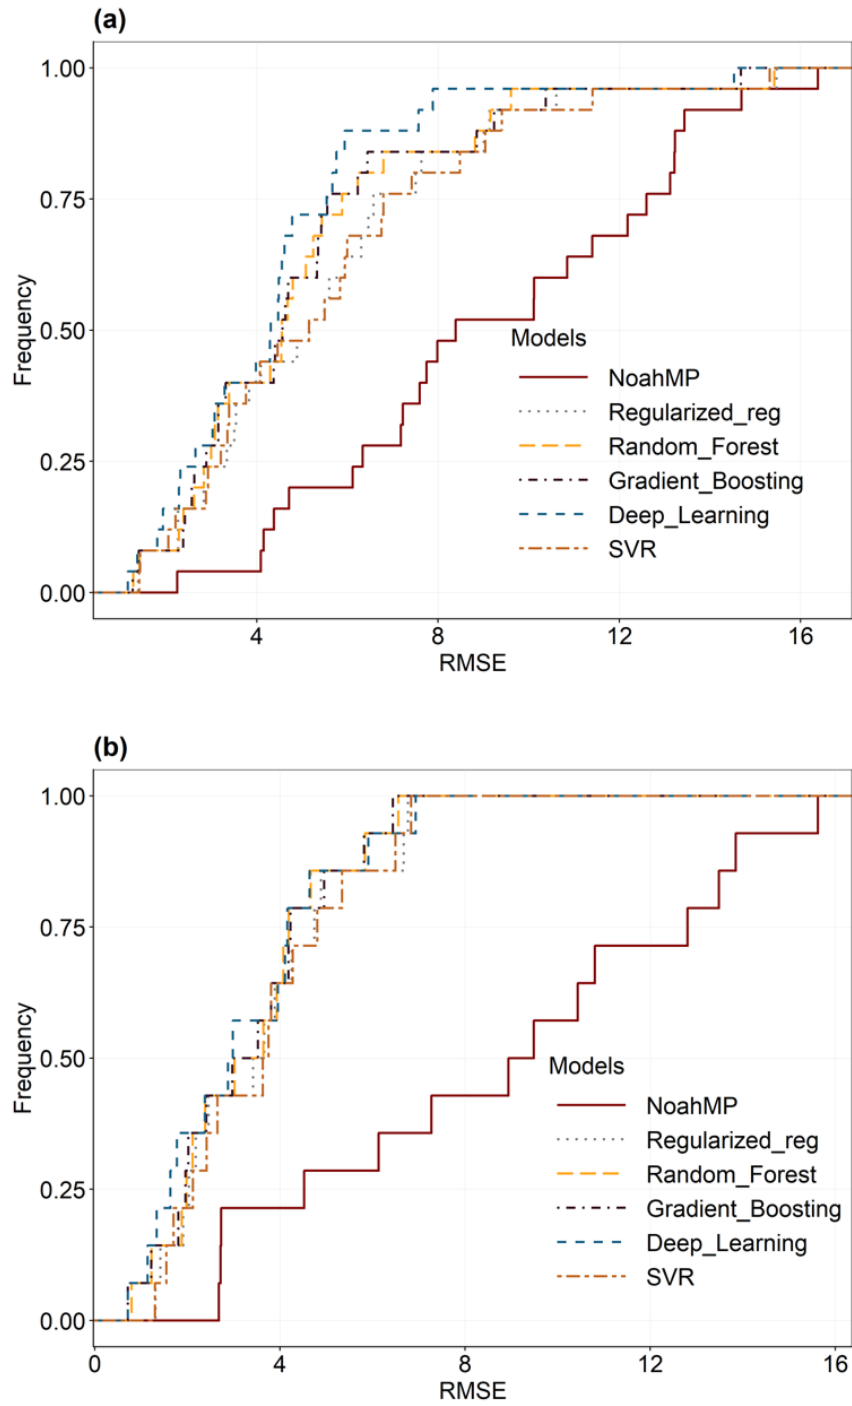 (a)
1.00
0.75
0.50
0.25
0.00
Frequency
Models
NoahMP
Regularized_reg
Random_Forest
Gradient_Boosting
Deep_Learning
SVR
4 8 12 16
RMSE
(b)
1.00
0.75
0.50
0.25
0.00
Frequency
Models
NoahMP
Regularized_reg
Random_Forest
Gradient_Boosting
Deep_Learning
SVR
0 4 8 12 16
RMSE